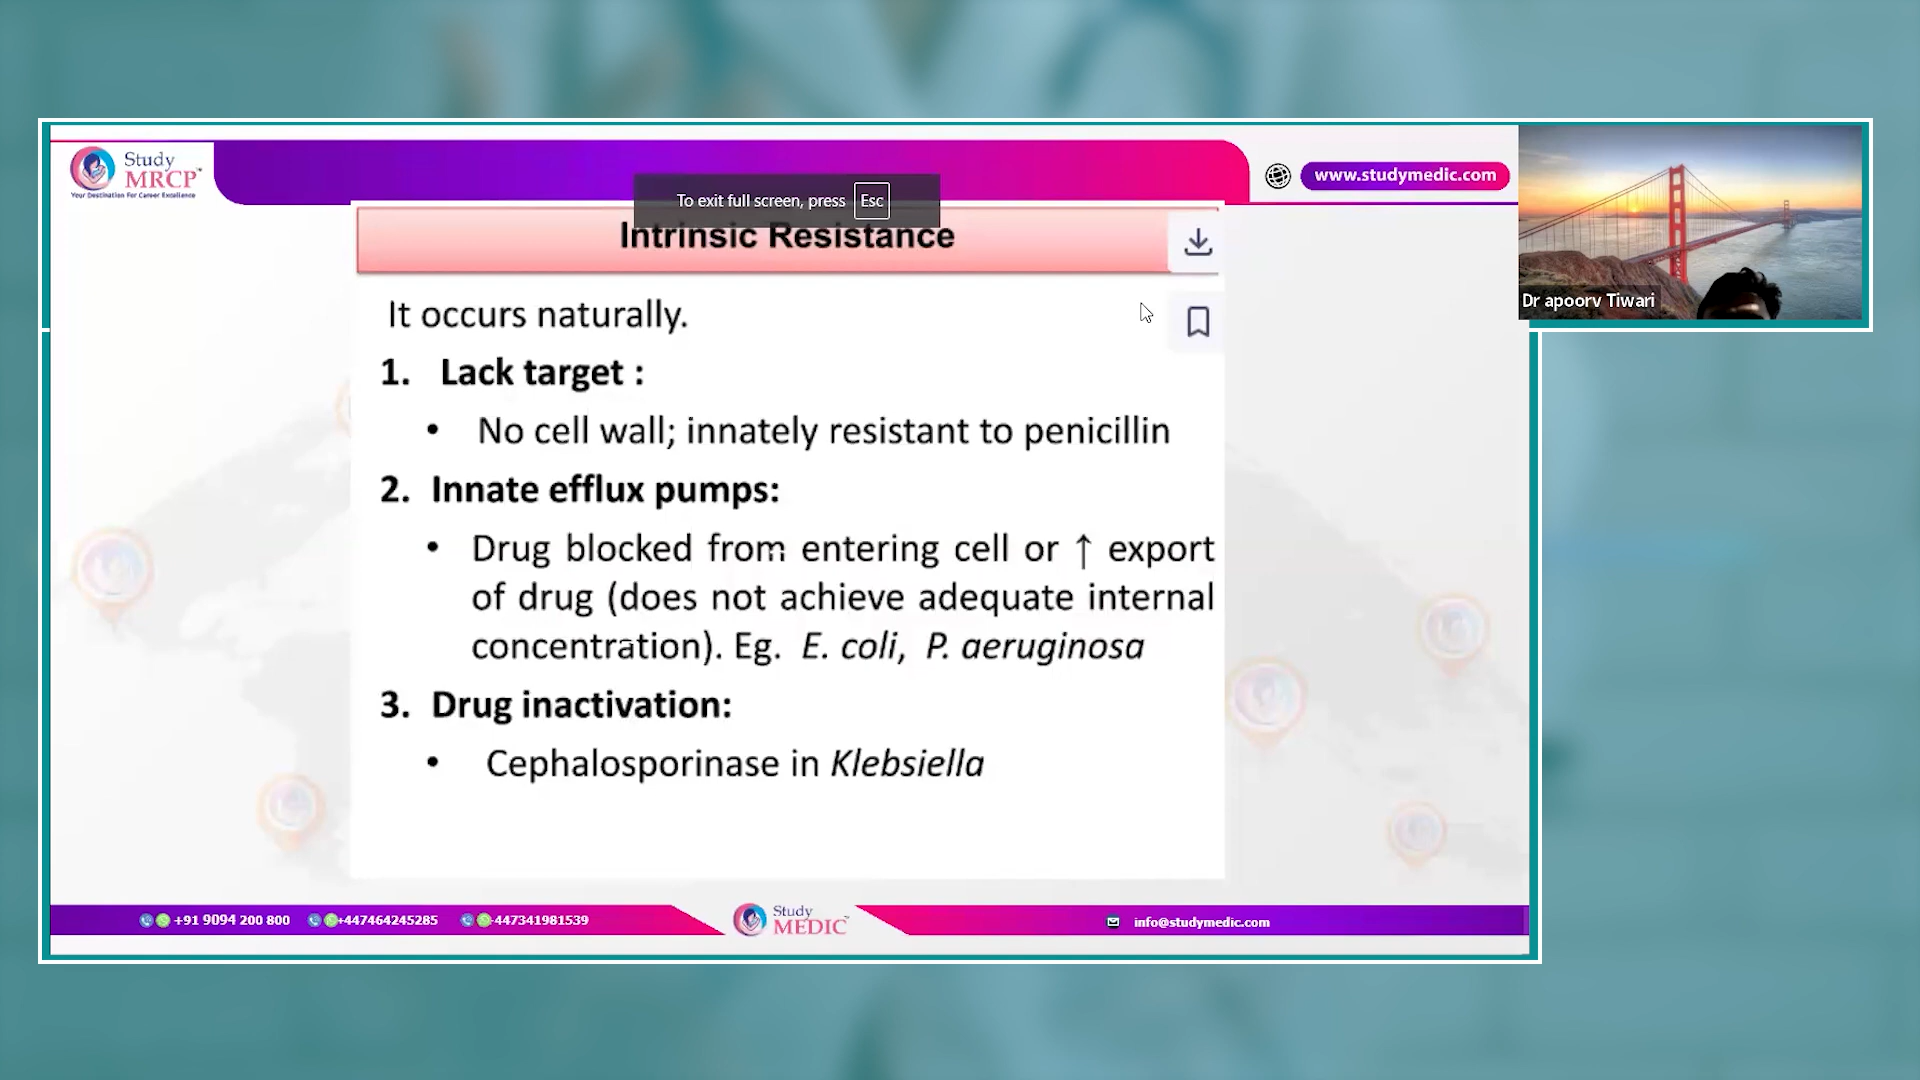 Study
MRCP
Your Destination For Career Excellence
www.studymedic.com
To exit full screen, press Esc
Intrinsic Resistance
Dr apoorv Tiwari
It occurs naturally.
1. Lack target :
• No cell wall; innately resistant to penicillin
2. Innate efflux pumps:
• Drug blocked from entering cell or ↑ export
of drug (does not achieve adequate internal
concentration). Eg. E. coli, P. aeruginosa
3. Drug inactivation:
• Cephalosporinase in Klebsiella
+91 9094 200 800 +447464245285 447341981539
Study
MEDIC
info@studymedic.com